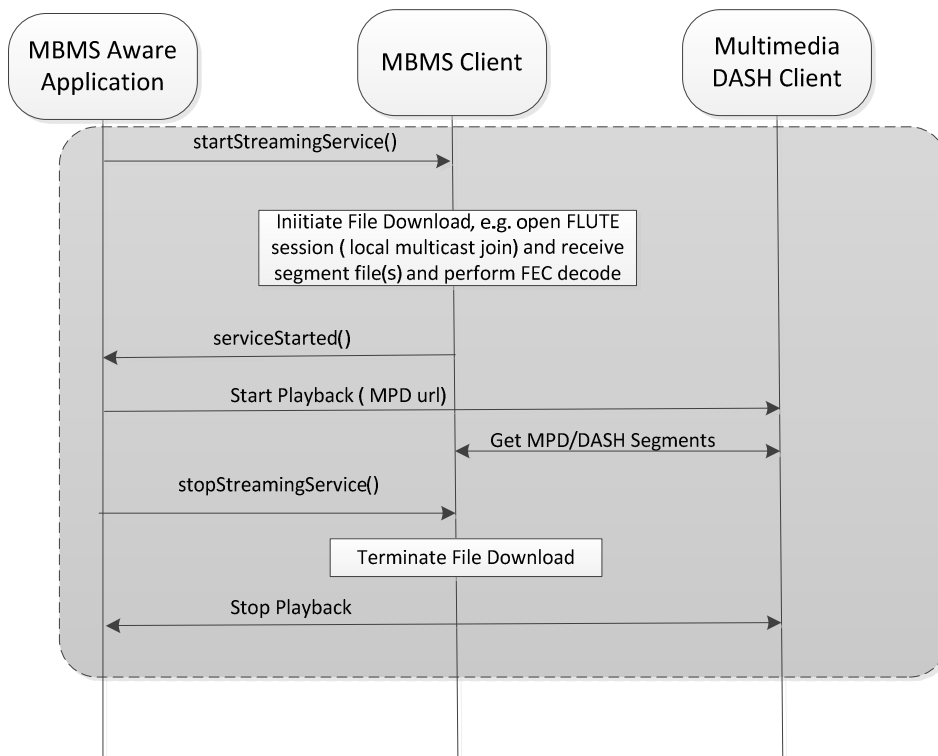 MBMS Aware
Application
MBMS Client
Multimedia
DASH Client
startStreamingService()
Iniitiate File Download, e.g. open FLUTE
session ( local multicast join) and receive
segment file(s) and perform FEC decode
serviceStarted()
Start Playback ( MPD url)
Get MPD/DASH Segments
stopStreamingService()
Terminate File Download
Stop Playback